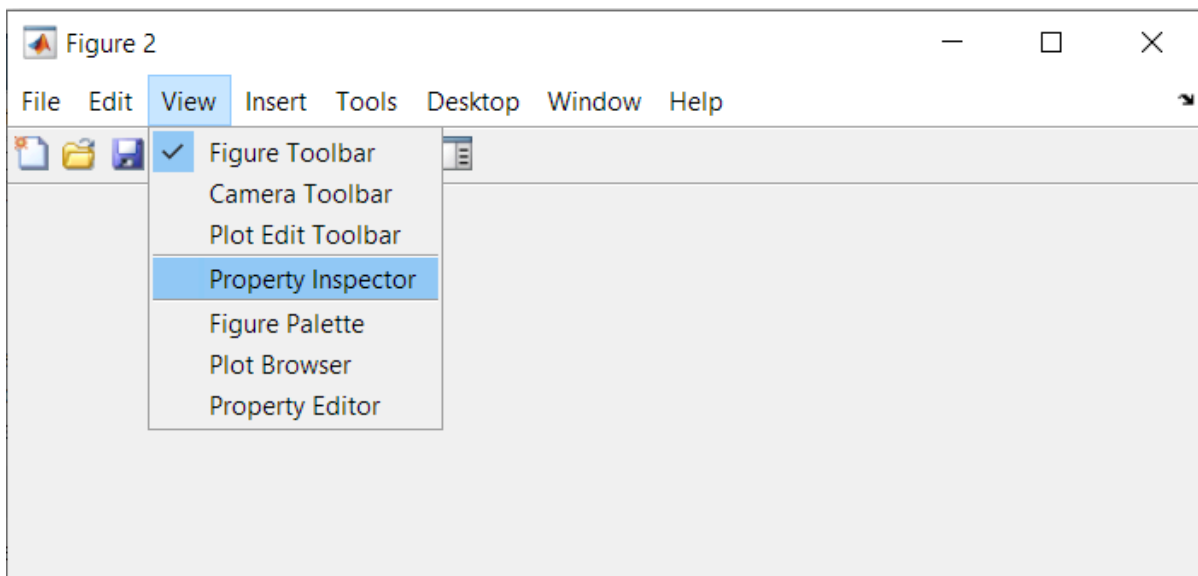 Figure 2
File Edit View Insert Tools Desktop Window Help
Figure Toolbar
Camera Toolbar
Plot Edit Toolbar
Property Inspector
Figure Palette
Plot Browser
Property Editor